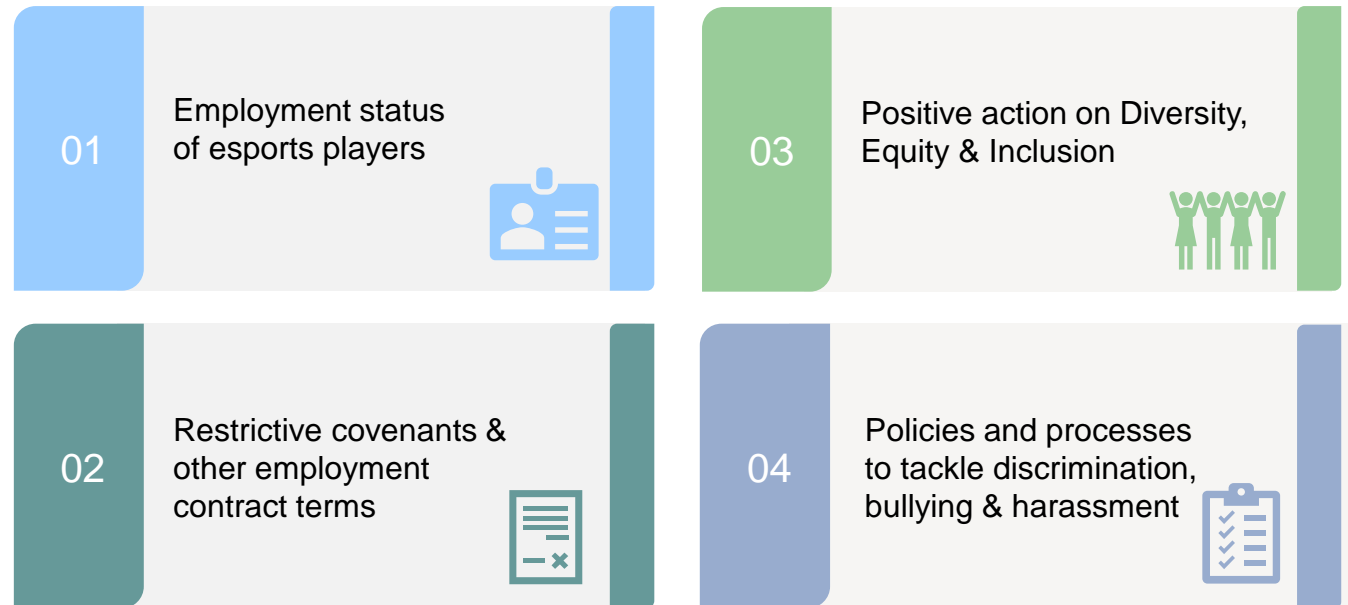 01
Employment status
of esports players
02
Restrictive covenants &
other employment
contract terms
03
Positive action on Diversity,
Equity & Inclusion
04
Policies and processes
to tackle discrimination,
bullying & harassment